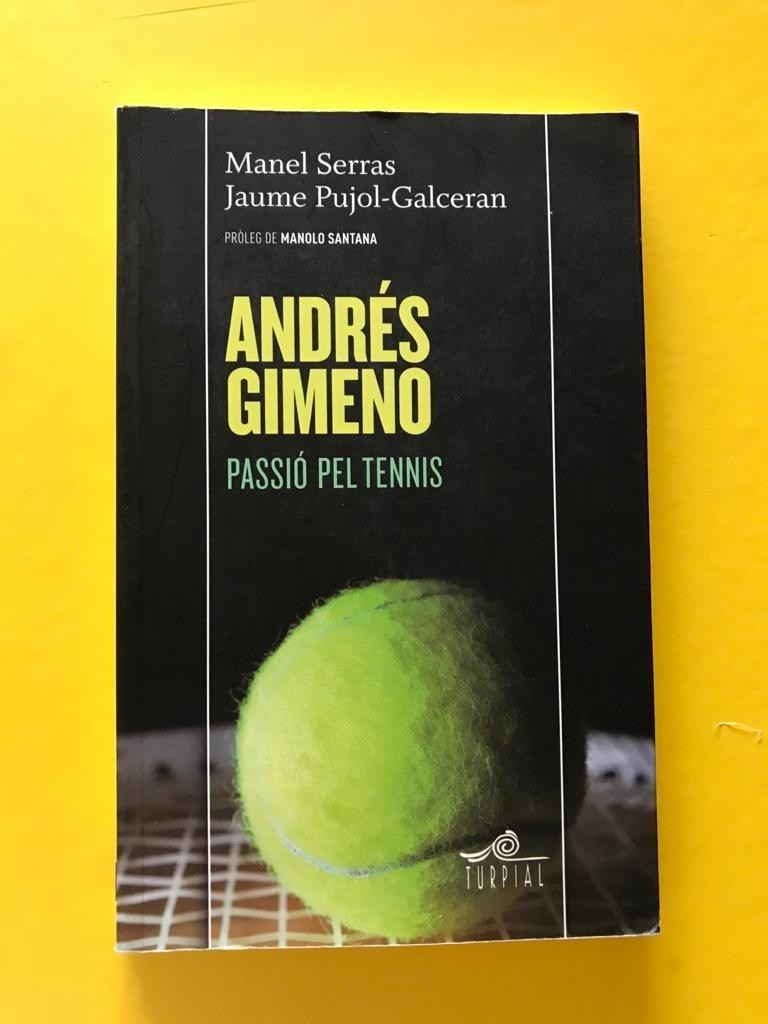 Manel Serras
Jaume Pujol-Galceran
PRÒLEG DE MANOLO SANTANA
ANDRÉS
GIMENO
PASSIÓ PEL TENNIS
TURPIAL